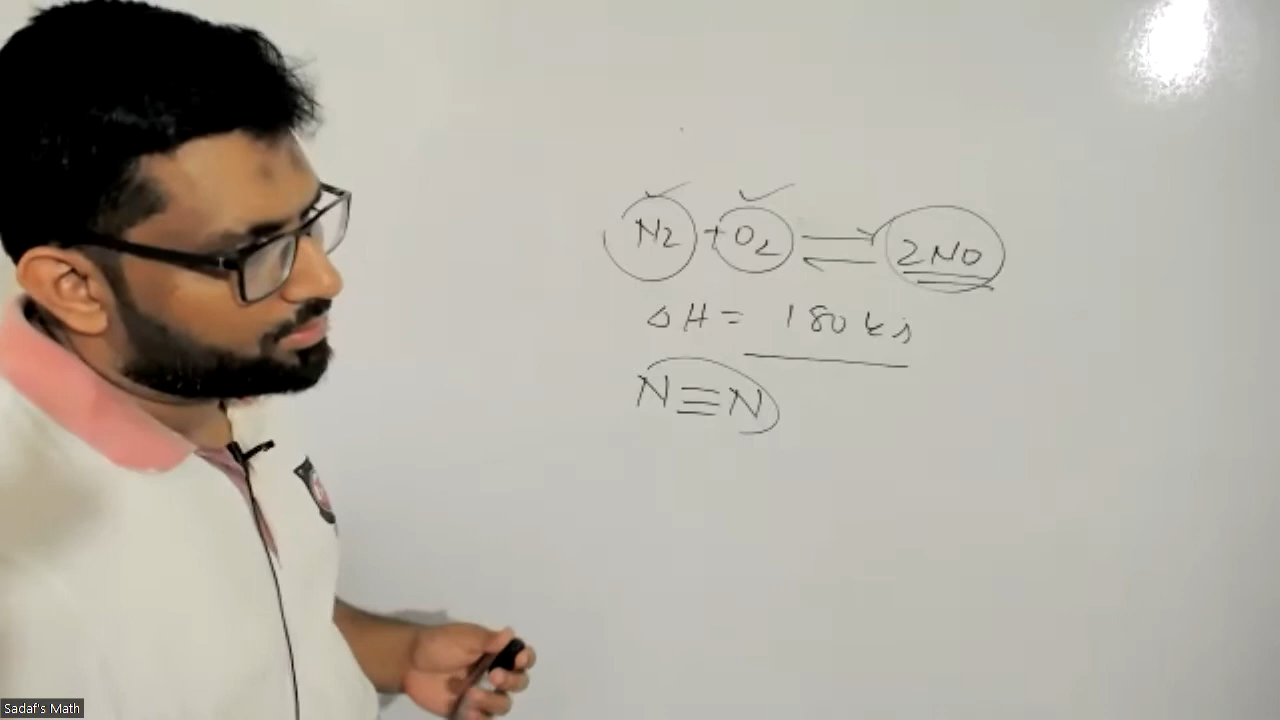 N2 + O2 ⇌ 2NO
ΔH = 180 kj
N≡N
Sadaf's Math